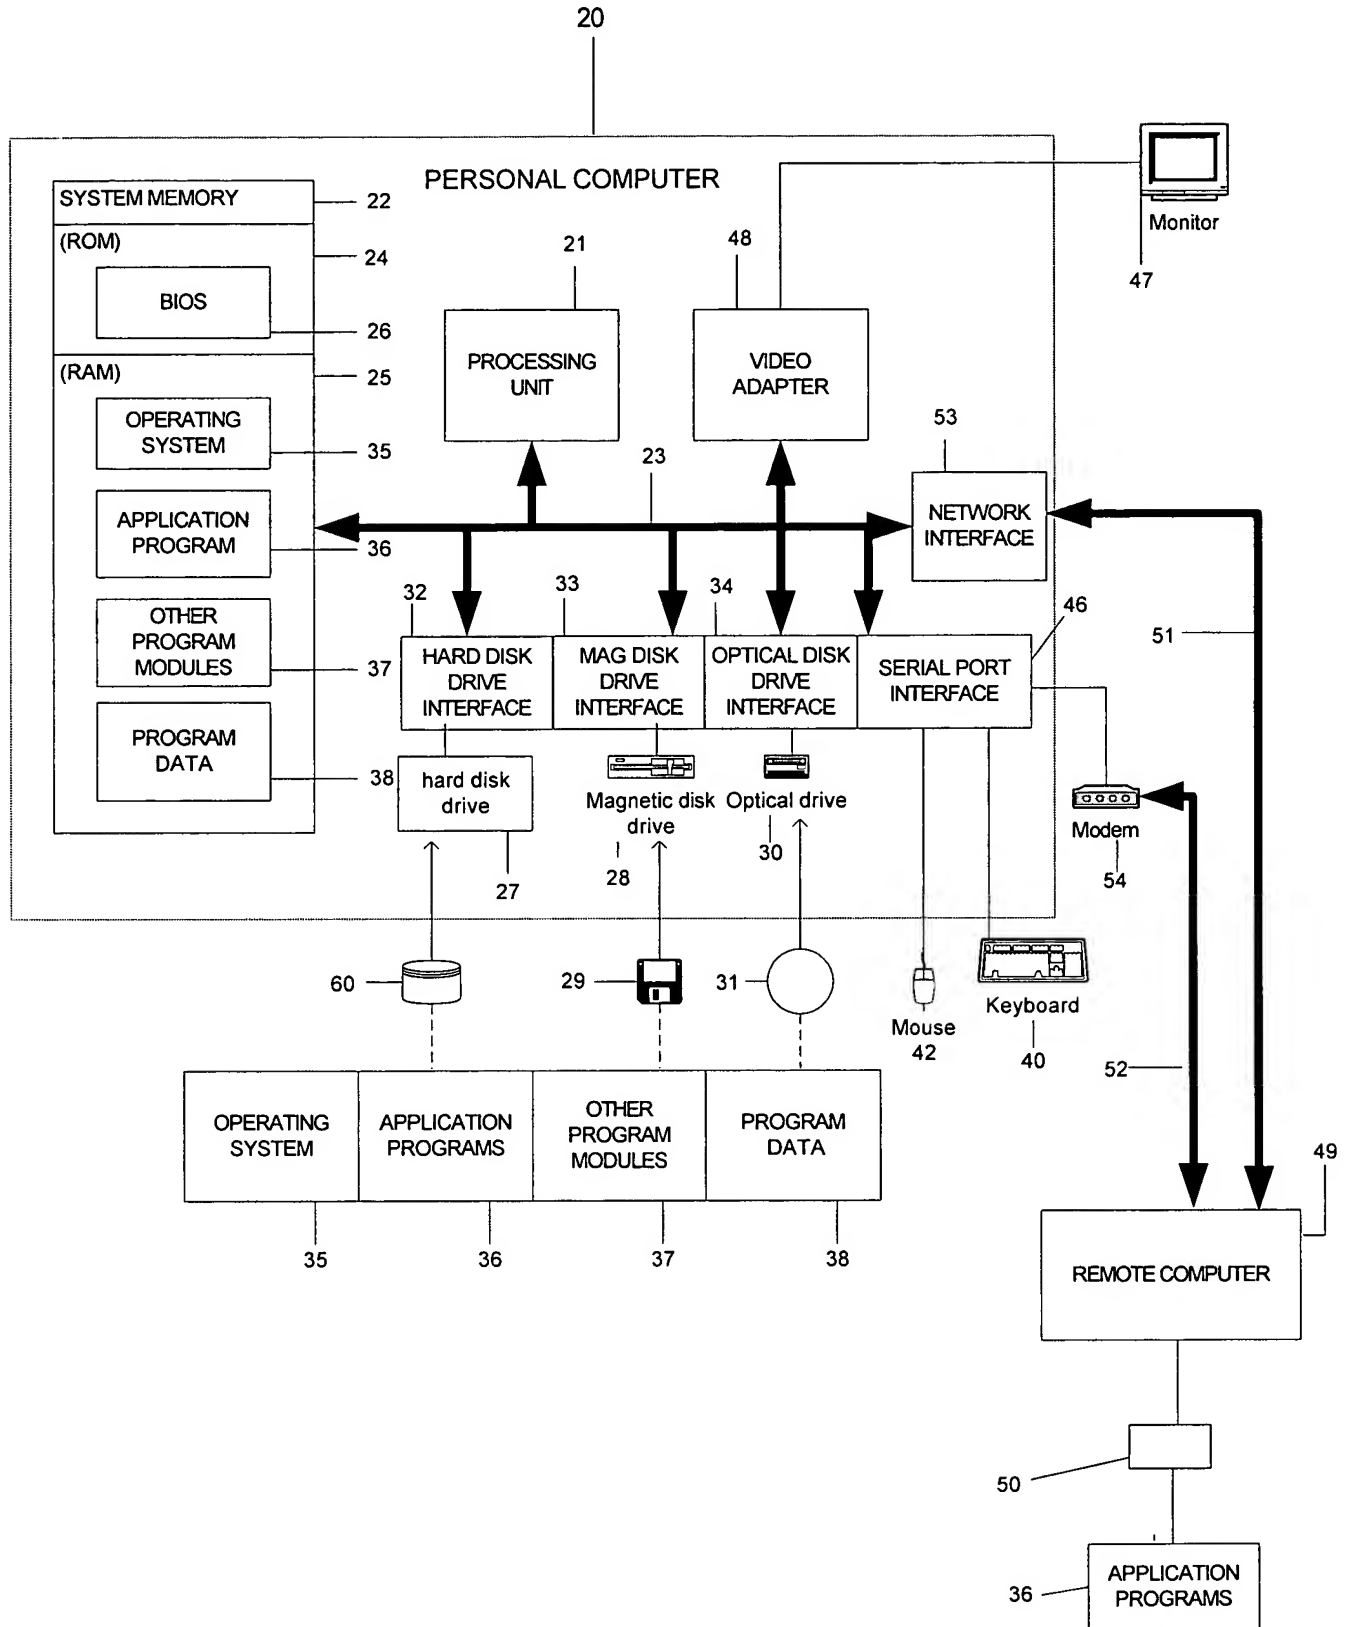 20
PERSONAL COMPUTER
SYSTEM MEMORY
22
(ROM)
24
BIOS
26
(RAM)
25
OPERATING
SYSTEM
35
APPLICATION
PROGRAM
36
OTHER
PROGRAM
MODULES
37
PROGRAM
DATA
38
21
PROCESSING
UNIT
48
VIDEO
ADAPTER
Monitor
47
23
53
NETWORK
INTERFACE
32
HARD DISK
DRIVE
INTERFACE
33
MAG DISK
DRIVE
INTERFACE
34
OPTICAL DISK
DRIVE
INTERFACE
46
SERIAL PORT
INTERFACE
51
hard disk
drive
27
Magnetic disk
drive
28
Optical drive
30
Modem
54
60
29
31
Mouse
42
Keyboard
40
52
OPERATING
SYSTEM
35
APPLICATION
PROGRAMS
36
OTHER
PROGRAM
MODULES
37
PROGRAM
DATA
38
49
REMOTE COMPUTER
50
36
APPLICATION
PROGRAMS